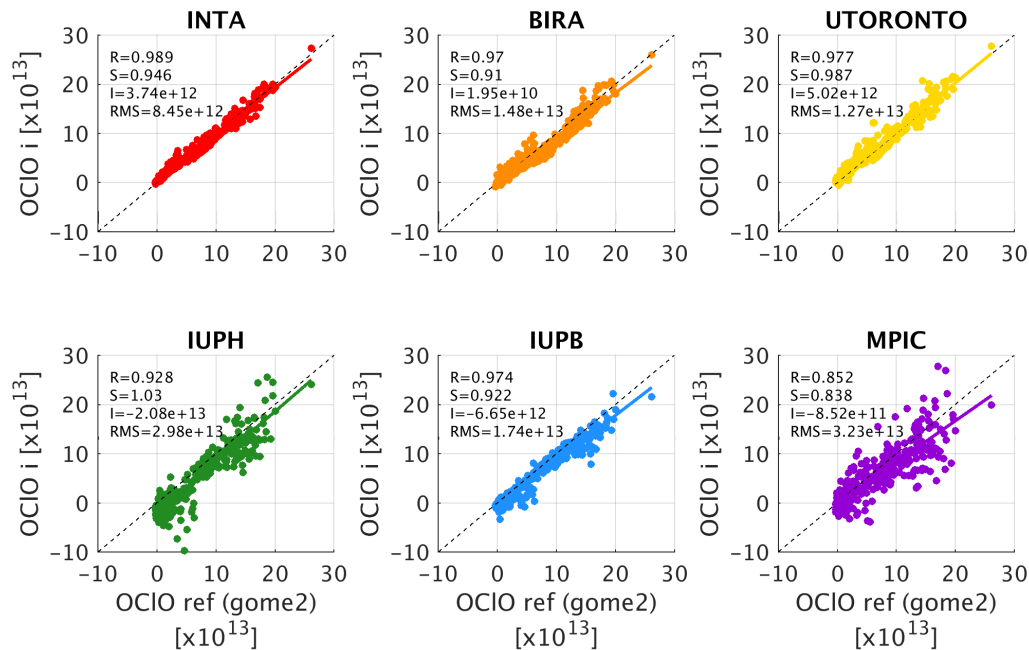 INTA
BIRA
UTORONTO
30
20
10
0
−10
OClO i [x10^13]
R=0.989
S=0.946
I=3.74e+12
RMS=8.45e+12
−10 0 10 20 30
30
20
10
0
−10
OClO i [x10^13]
R=0.97
S=0.91
I=1.95e+10
RMS=1.48e+13
−10 0 10 20 30
30
20
10
0
−10
OClO i [x10^13]
R=0.977
S=0.987
I=5.02e+12
RMS=1.27e+13
−10 0 10 20 30
IUPH
IUPB
MPIC
30
20
10
0
−10
OClO i [x10^13]
R=0.928
S=1.03
I=−2.08e+13
RMS=2.98e+13
−10 0 10 20 30
OClO ref (gome2)
[x10^13]
30
20
10
0
−10
OClO i [x10^13]
R=0.974
S=0.922
I=−6.65e+12
RMS=1.74e+13
−10 0 10 20 30
OClO ref (gome2)
[x10^13]
30
20
10
0
−10
OClO i [x10^13]
R=0.852
S=0.838
I=−8.52e+11
RMS=3.23e+13
−10 0 10 20 30
OClO ref (gome2)
[x10^13]